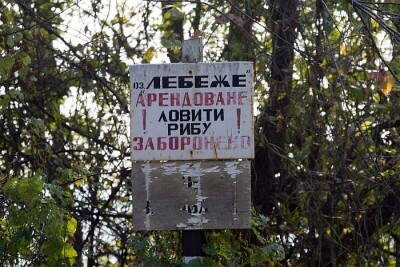 оз. „ЛЕБЕЖЕ"
"АРЕНДОВАНЕ
! ЛОВИТИ !
РИБУ
ЗАБОРОНЕНО